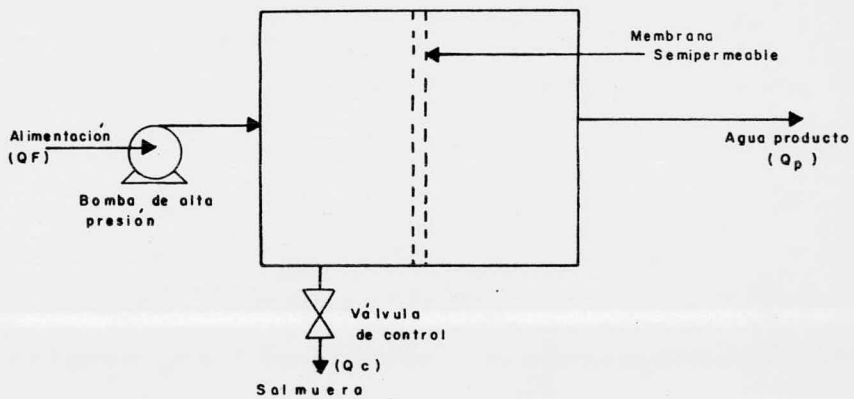 Membrana
Semipermeable
Alimentación
(QF)
Bomba de alta
presión
Agua producto
(Qp)
Válvula
de control
(Qc)
Salmuera